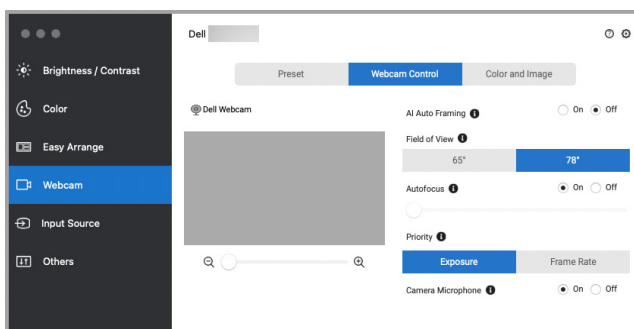 Dell
Brightness / Contrast
Color
Easy Arrange
Webcam
Input Source
Others
Preset
Webcam Control
Color and Image
Dell Webcam
AI Auto Framing
On Off
Field of View
65°
78°
Autofocus
On Off
Priority
Exposure
Frame Rate
Camera Microphone
On Off